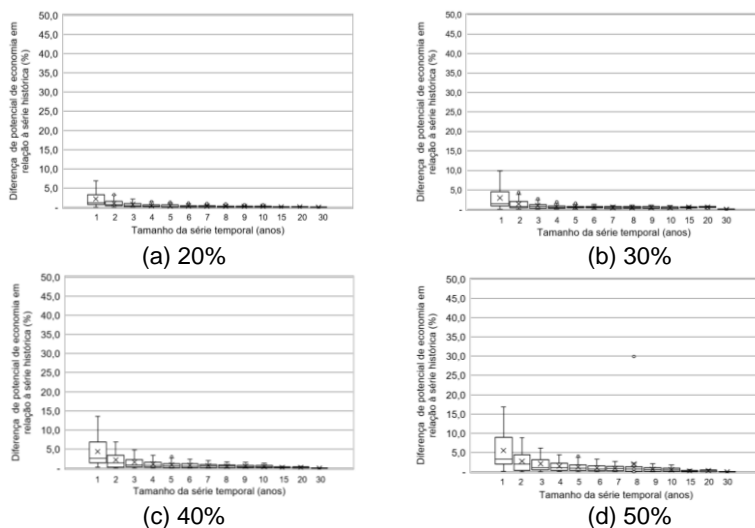 Diferença de potencial de economia em
relação à série histórica (%)
50,0
45,0
40,0
35,0
30,0
25,0
20,0
15,0
10,0
5,0
-
1 2 3 4 5 6 7 8 9 10 15 20 30
Tamanho da série temporal (anos)
(a) 20%
Diferença de potencial de economia em
relação à série histórica (%)
50,0
45,0
40,0
35,0
30,0
25,0
20,0
15,0
10,0
5,0
-
1 2 3 4 5 6 7 8 9 10 15 20 30
Tamanho da série temporal (anos)
(b) 30%
Diferença de potencial de economia em
relação à série histórica (%)
50,0
45,0
40,0
35,0
30,0
25,0
20,0
15,0
10,0
5,0
-
1 2 3 4 5 6 7 8 9 10 15 20 30
Tamanho da série temporal (anos)
(c) 40%
Diferença de potencial de economia em
relação à série histórica (%)
50,0
45,0
40,0
35,0
30,0
25,0
20,0
15,0
10,0
5,0
-
1 2 3 4 5 6 7 8 9 10 15 20 30
Tamanho da série temporal (anos)
(d) 50%